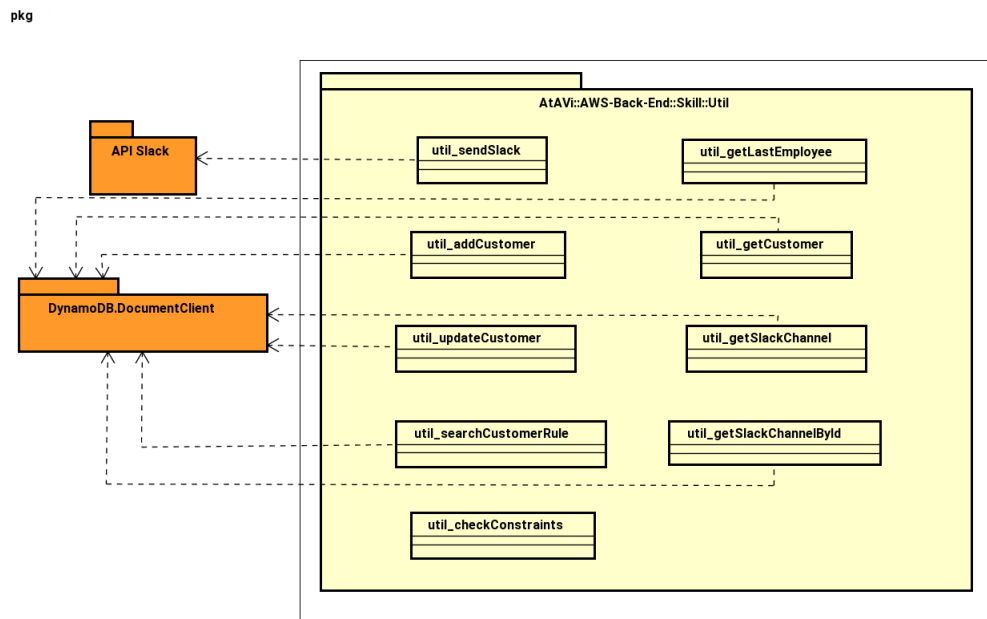 pkg
AtAVi::AWS-Back-End::Skill::Util
API Slack
util_sendSlack
util_getLastEmployee
util_addCustomer
util_getCustomer
DynamoDB.DocumentClient
util_updateCustomer
util_getSlackChannel
util_searchCustomerRule
util_getSlackChannelById
util_checkConstraints